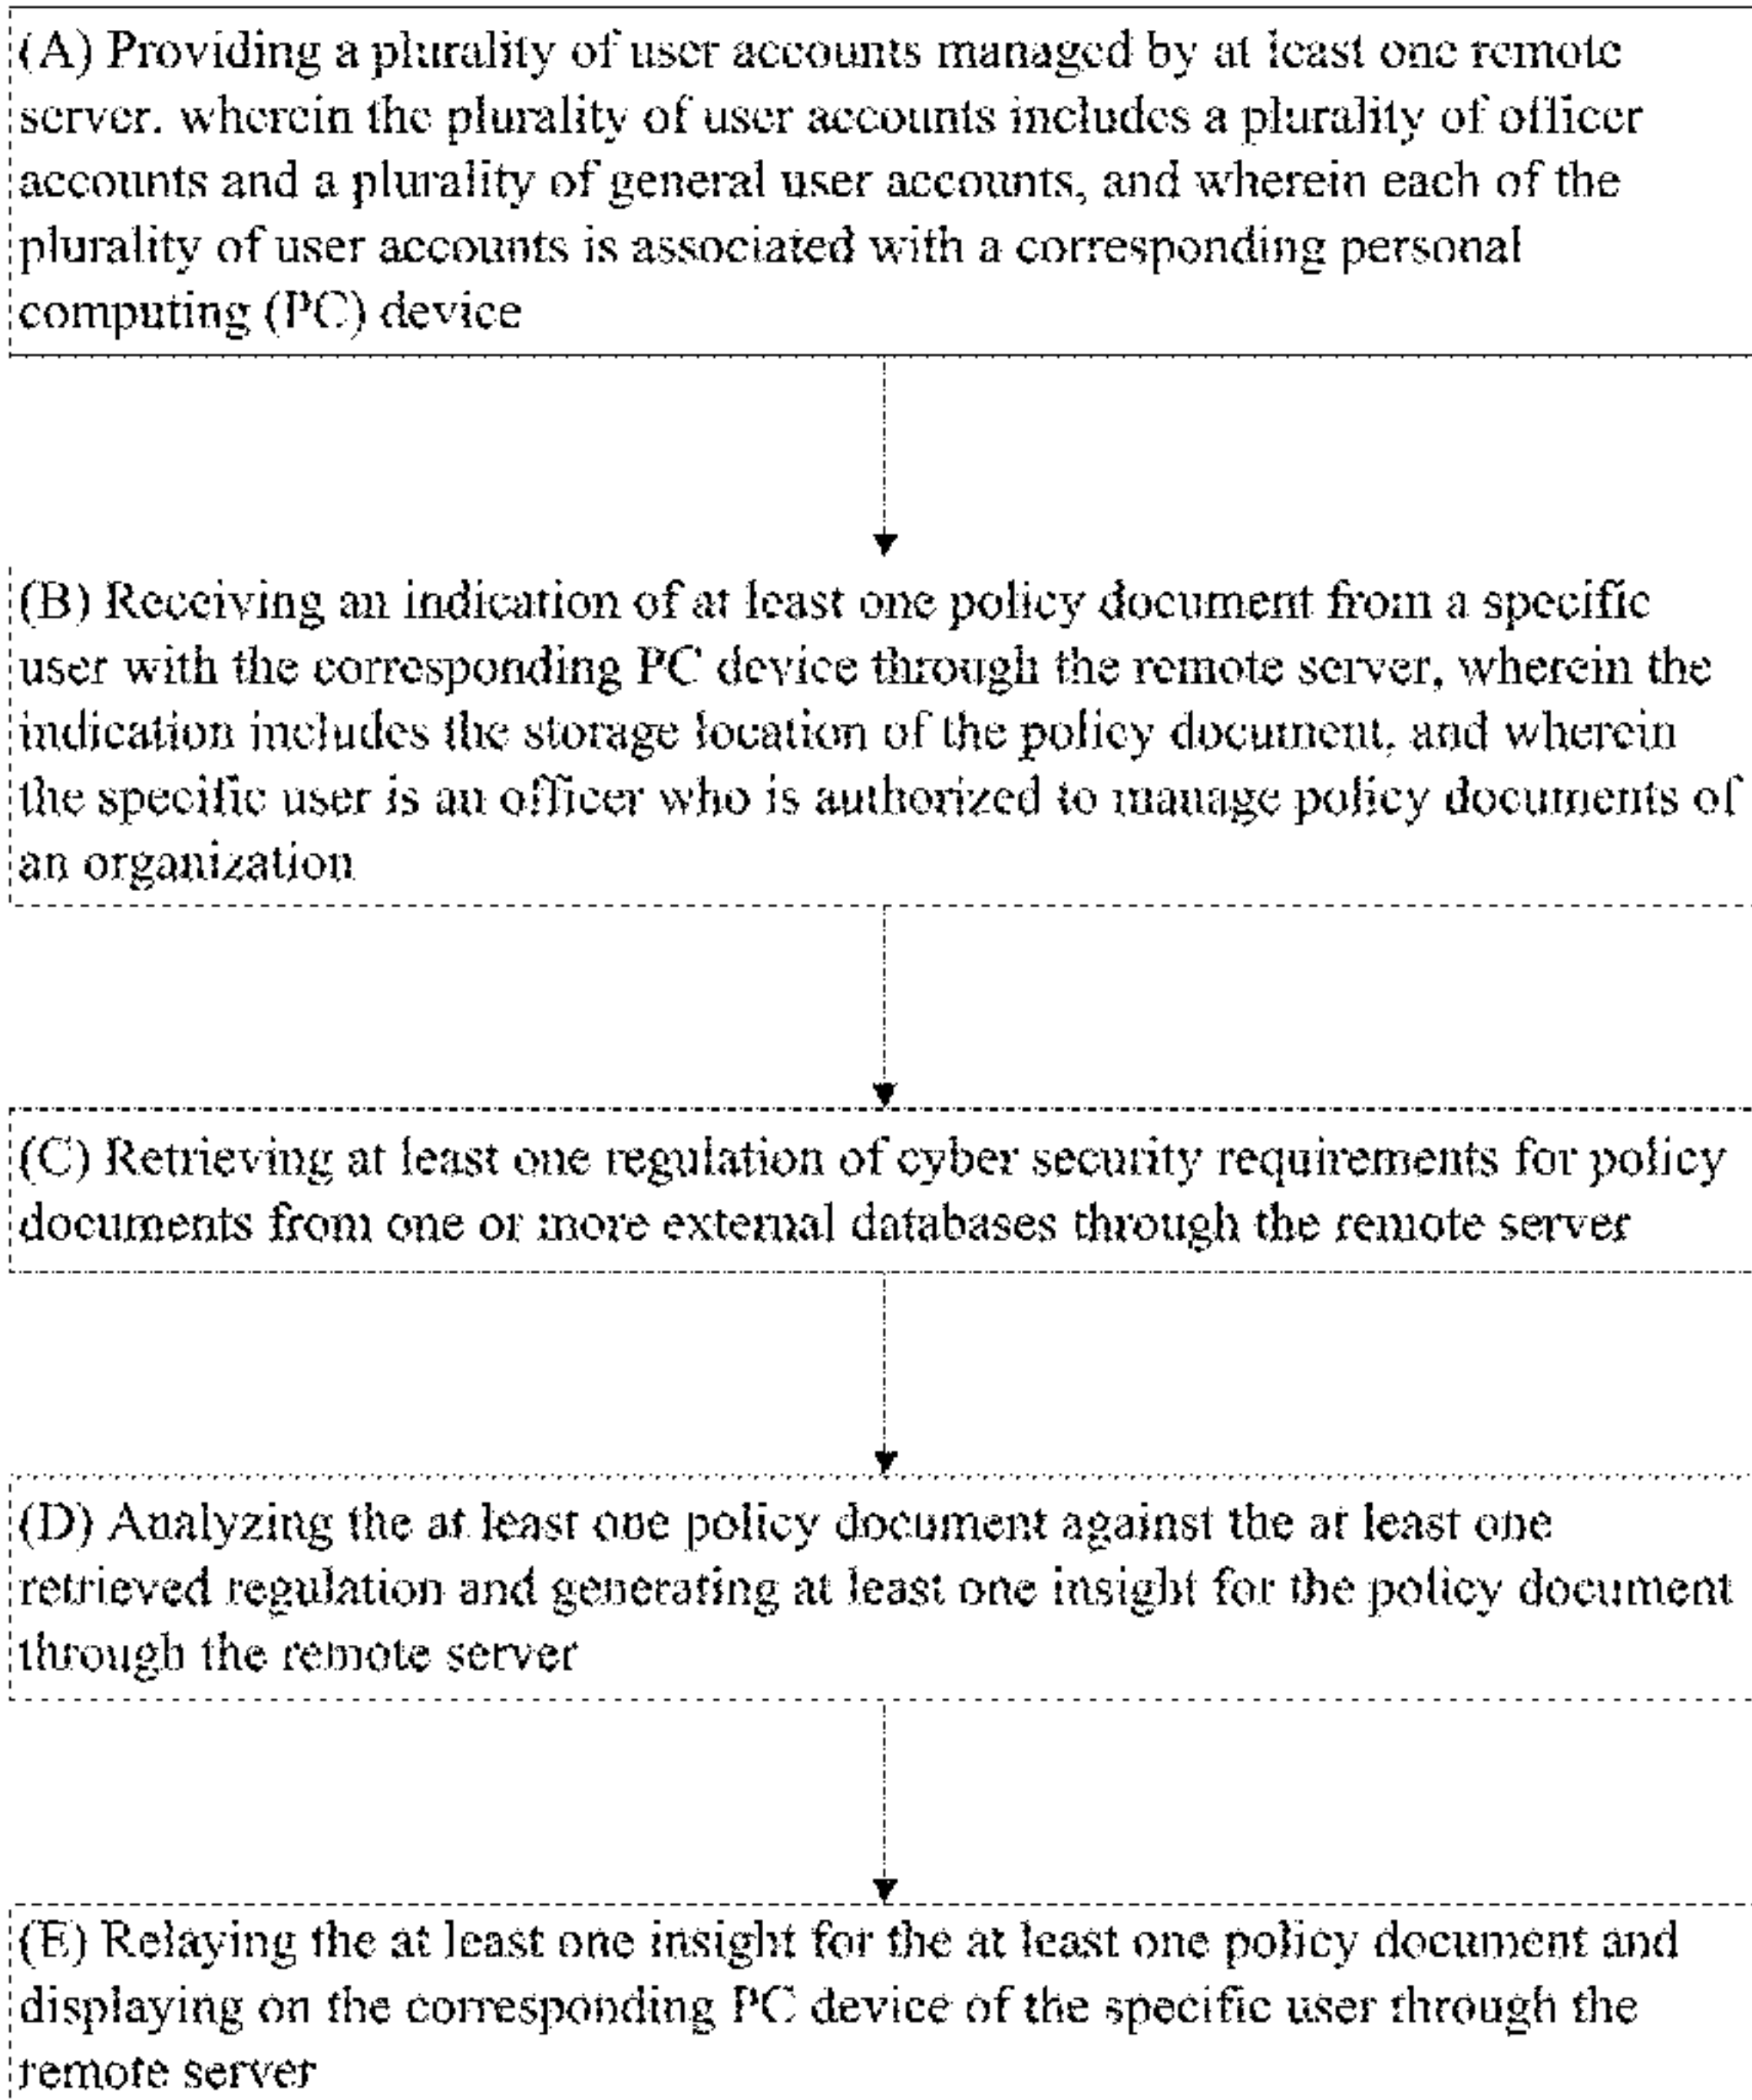 (A) Providing a plurality of user accounts managed by at least one remote
server. wherein the plurality of user accounts includes a plurality of officer
accounts and a plurality of general user accounts, and wherein each of the
plurality of user accounts is associated with a corresponding personal
computing (PC) device
(B) Receiving an indication of at least one policy document from a specific
user with the corresponding PC device through the remote server, wherein the
indication includes the storage location of the policy document, and wherein
the specific user is an officer who is authorized to manage policy documents of
an organization
(C) Retrieving at least one regulation of cyber security requirements for policy
documents from one or more external databases through the remote server
(D) Analyzing the at least one policy document against the at least one
retrieved regulation and generating at least one insight for the policy document
through the remote server
(E) Relaying the at least one insight for the at least one policy document and
displaying on the corresponding PC device of the specific user through the
remote server